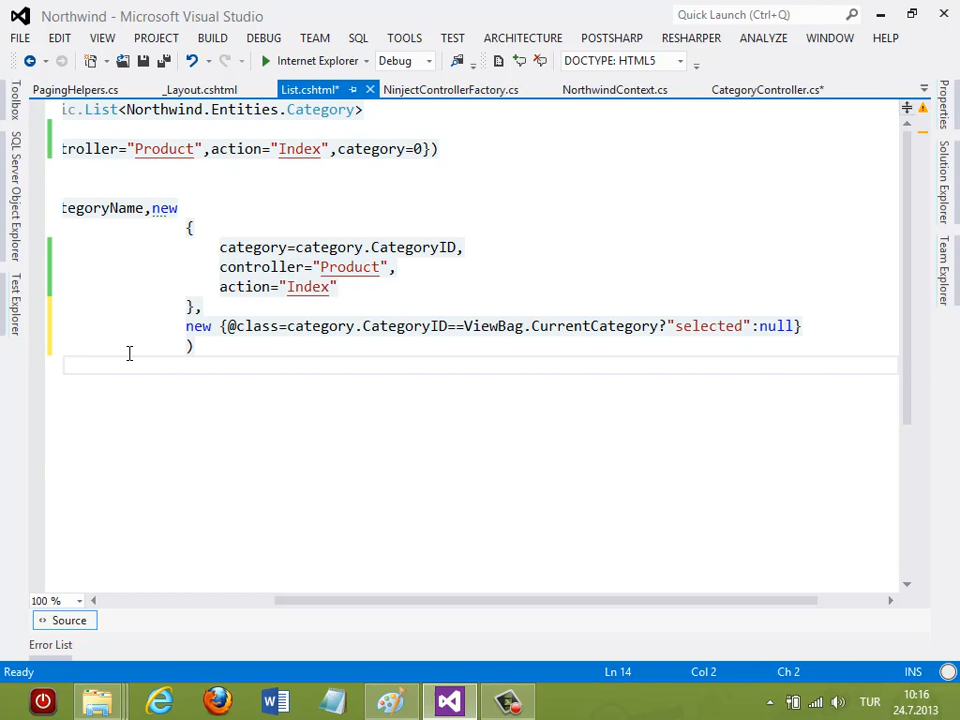 Northwind - Microsoft Visual Studio
Quick Launch (Ctrl+Q)
FILE EDIT VIEW PROJECT BUILD DEBUG TEAM SQL TOOLS TEST ARCHITECTURE POSTSHARP RESHARPER ANALYZE WINDOW HELP
Internet Explorer Debug DOCTYPE: HTML5
PagingHelpers.cs _Layout.cshtml List.cshtml* NinjectControllerFactory.cs NorthwindContext.cs CategoryController.cs*
Toolbox
SQL Server Object Explorer
Test Explorer
ic.List<Northwind.Entities.Category>
troller="Product",action="Index",category=0})
tegoryName,new
{
category=category.CategoryID,
controller="Product",
action="Index"
},
new {@class=category.CategoryID==ViewBag.CurrentCategory?"selected":null}
)
Properties
Solution Explorer
Team Explorer
100 %
Source
Error List
Ready Ln 14 Col 2 Ch 2 INS
TUR
10:16
24.7.2013